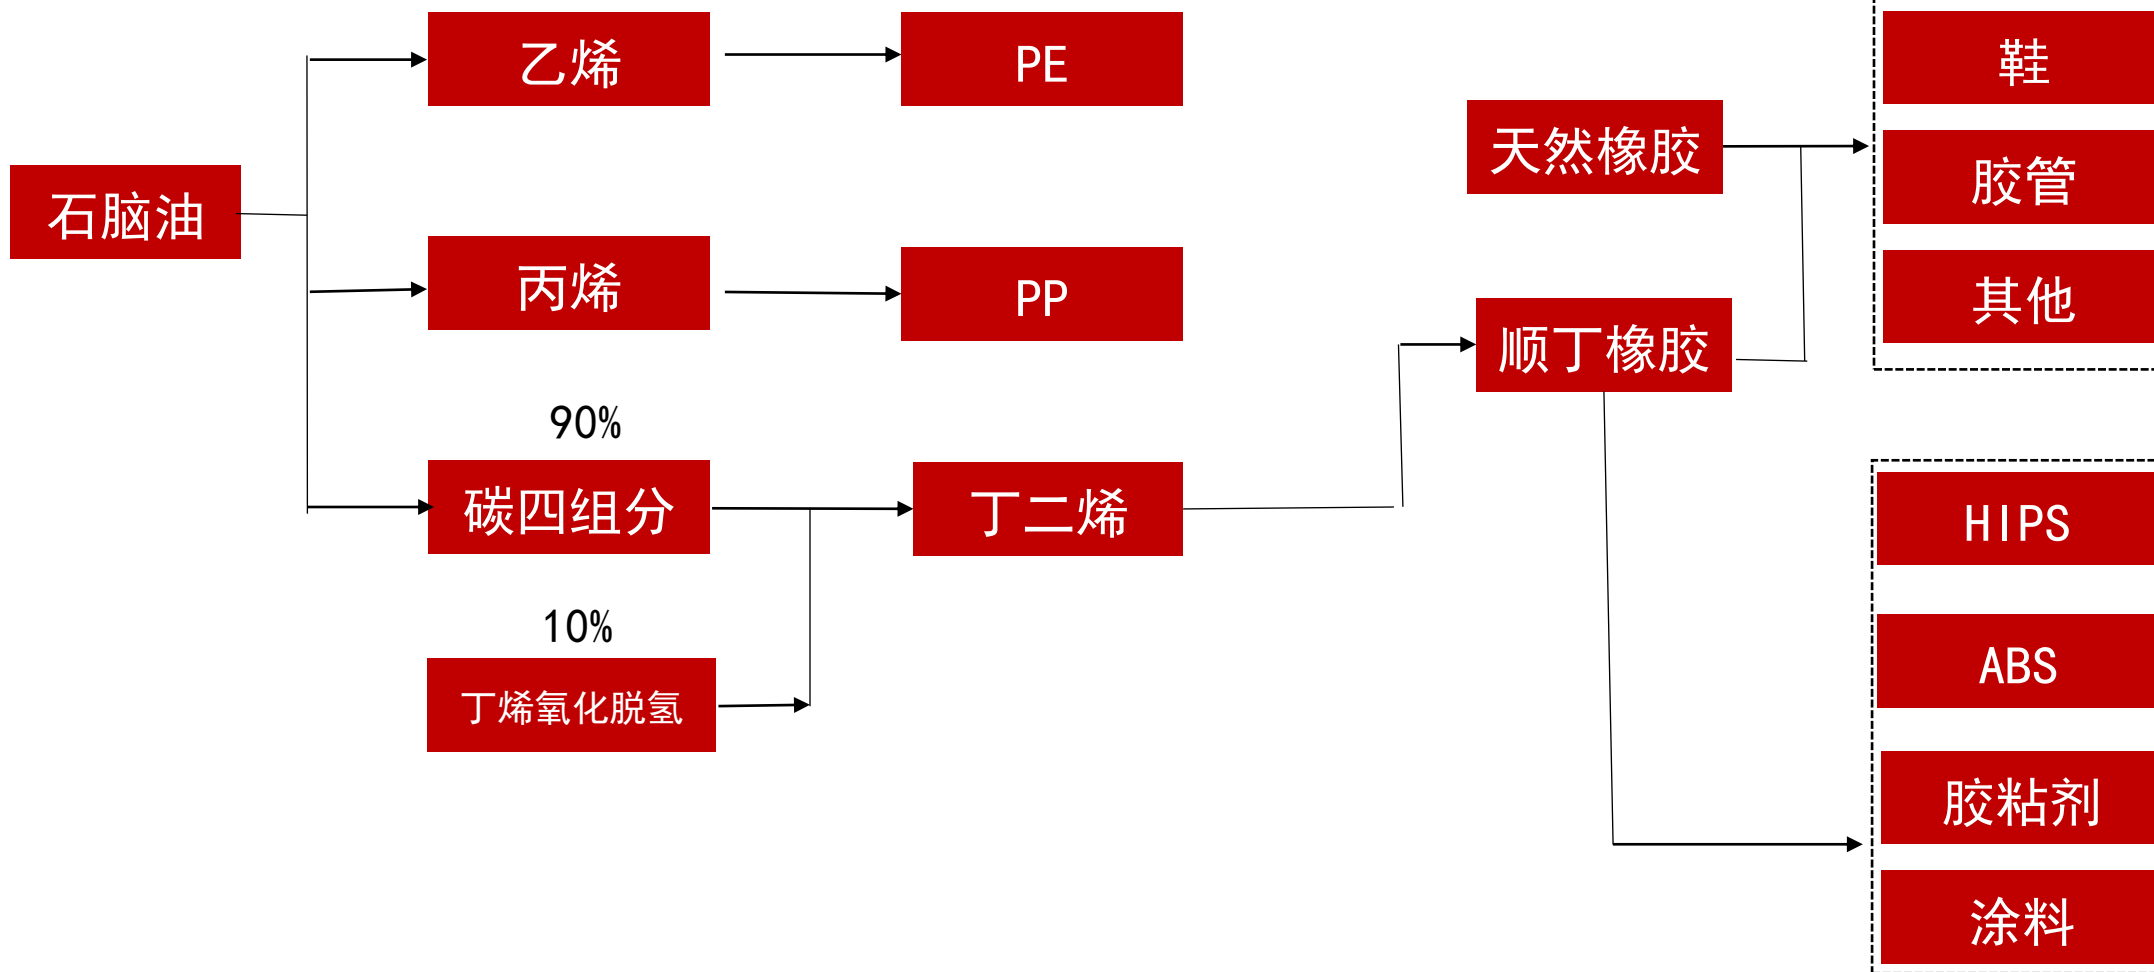 乙烯
PE
鞋
天然橡胶
胶管
石脑油
丙烯
PP
其他
顺丁橡胶
90%
碳四组分
丁二烯
HIPS
10%
ABS
丁烯氧化脱氢
胶粘剂
涂料